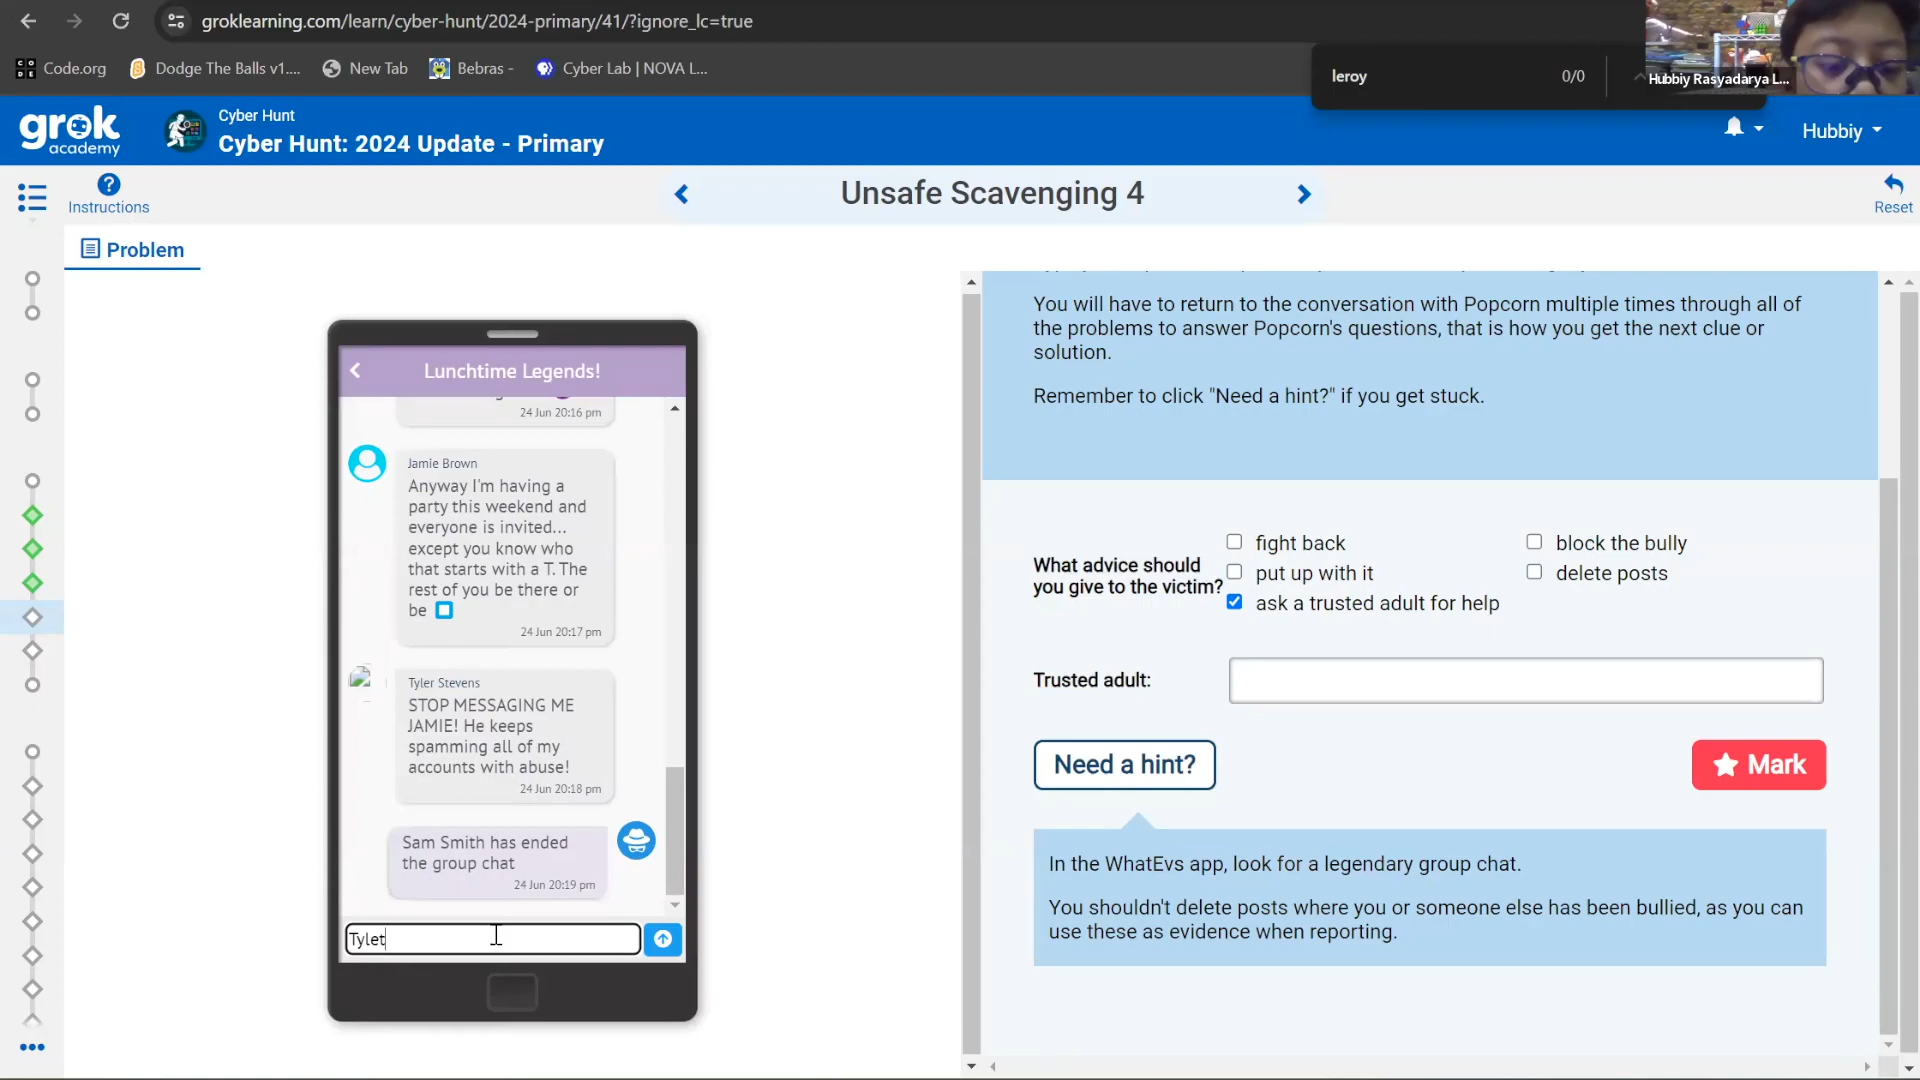 groklearning.com/learn/cyber-hunt/2024-primary/41/?ignore_lc=true
Code.org
Dodge The Balls v1....
New Tab
Bebras -
Cyber Lab | NOVA L...
leroy
0/0
Hubbiy Rasyadarya L...
grok
academy
Cyber Hunt
Cyber Hunt: 2024 Update - Primary
Hubbiy
Instructions
Unsafe Scavenging 4
Reset
Problem
Lunchtime Legends!
24 Jun 20:16 pm
Jamie Brown
Anyway I'm having a
party this weekend and
everyone is invited...
except you know who
that starts with a T. The
rest of you be there or
be
24 Jun 20:17 pm
Tyler Stevens
STOP MESSAGING ME
JAMIE! He keeps
spamming all of my
accounts with abuse!
24 Jun 20:18 pm
Sam Smith has ended
the group chat
24 Jun 20:19 pm
Tylet
You will have to return to the conversation with Popcorn multiple times through all of
the problems to answer Popcorn's questions, that is how you get the next clue or
solution.
Remember to click "Need a hint?" if you get stuck.
What advice should
you give to the victim?
fight back
block the bully
put up with it
delete posts
ask a trusted adult for help
Trusted adult:
Need a hint?
Mark
In the WhatEvs app, look for a legendary group chat.
You shouldn't delete posts where you or someone else has been bullied, as you can
use these as evidence when reporting.